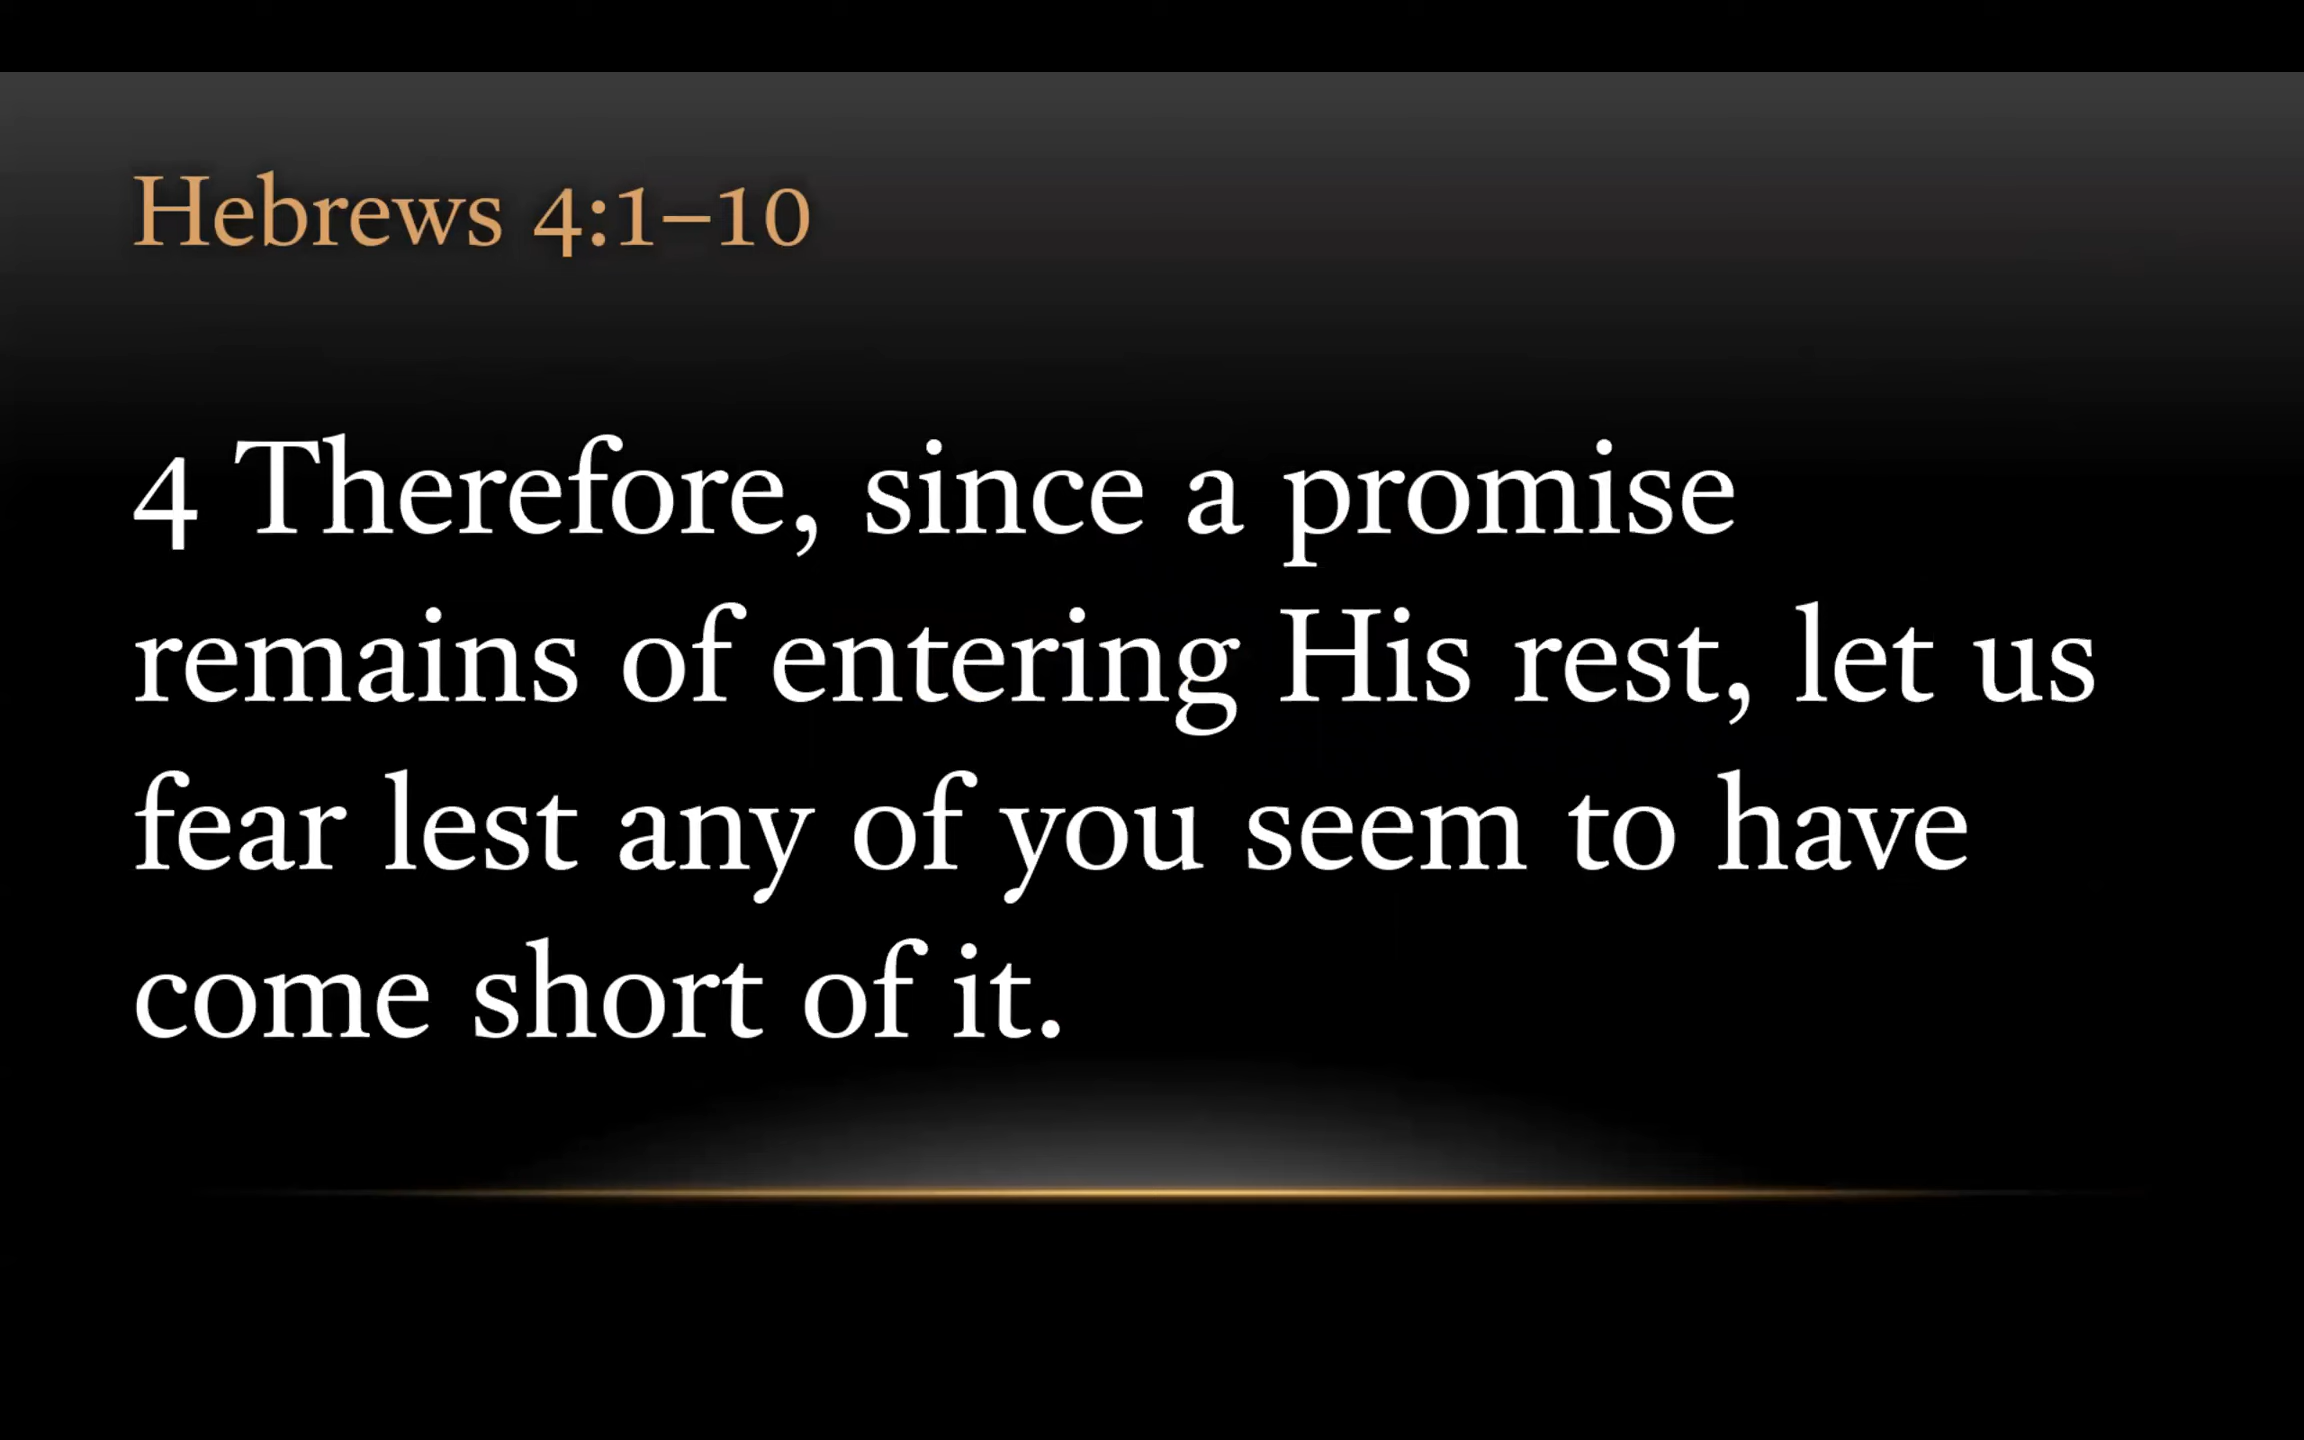 Hebrews 4:1–10
4 Therefore, since a promise
remains of entering His rest, let us
fear lest any of you seem to have
come short of it.